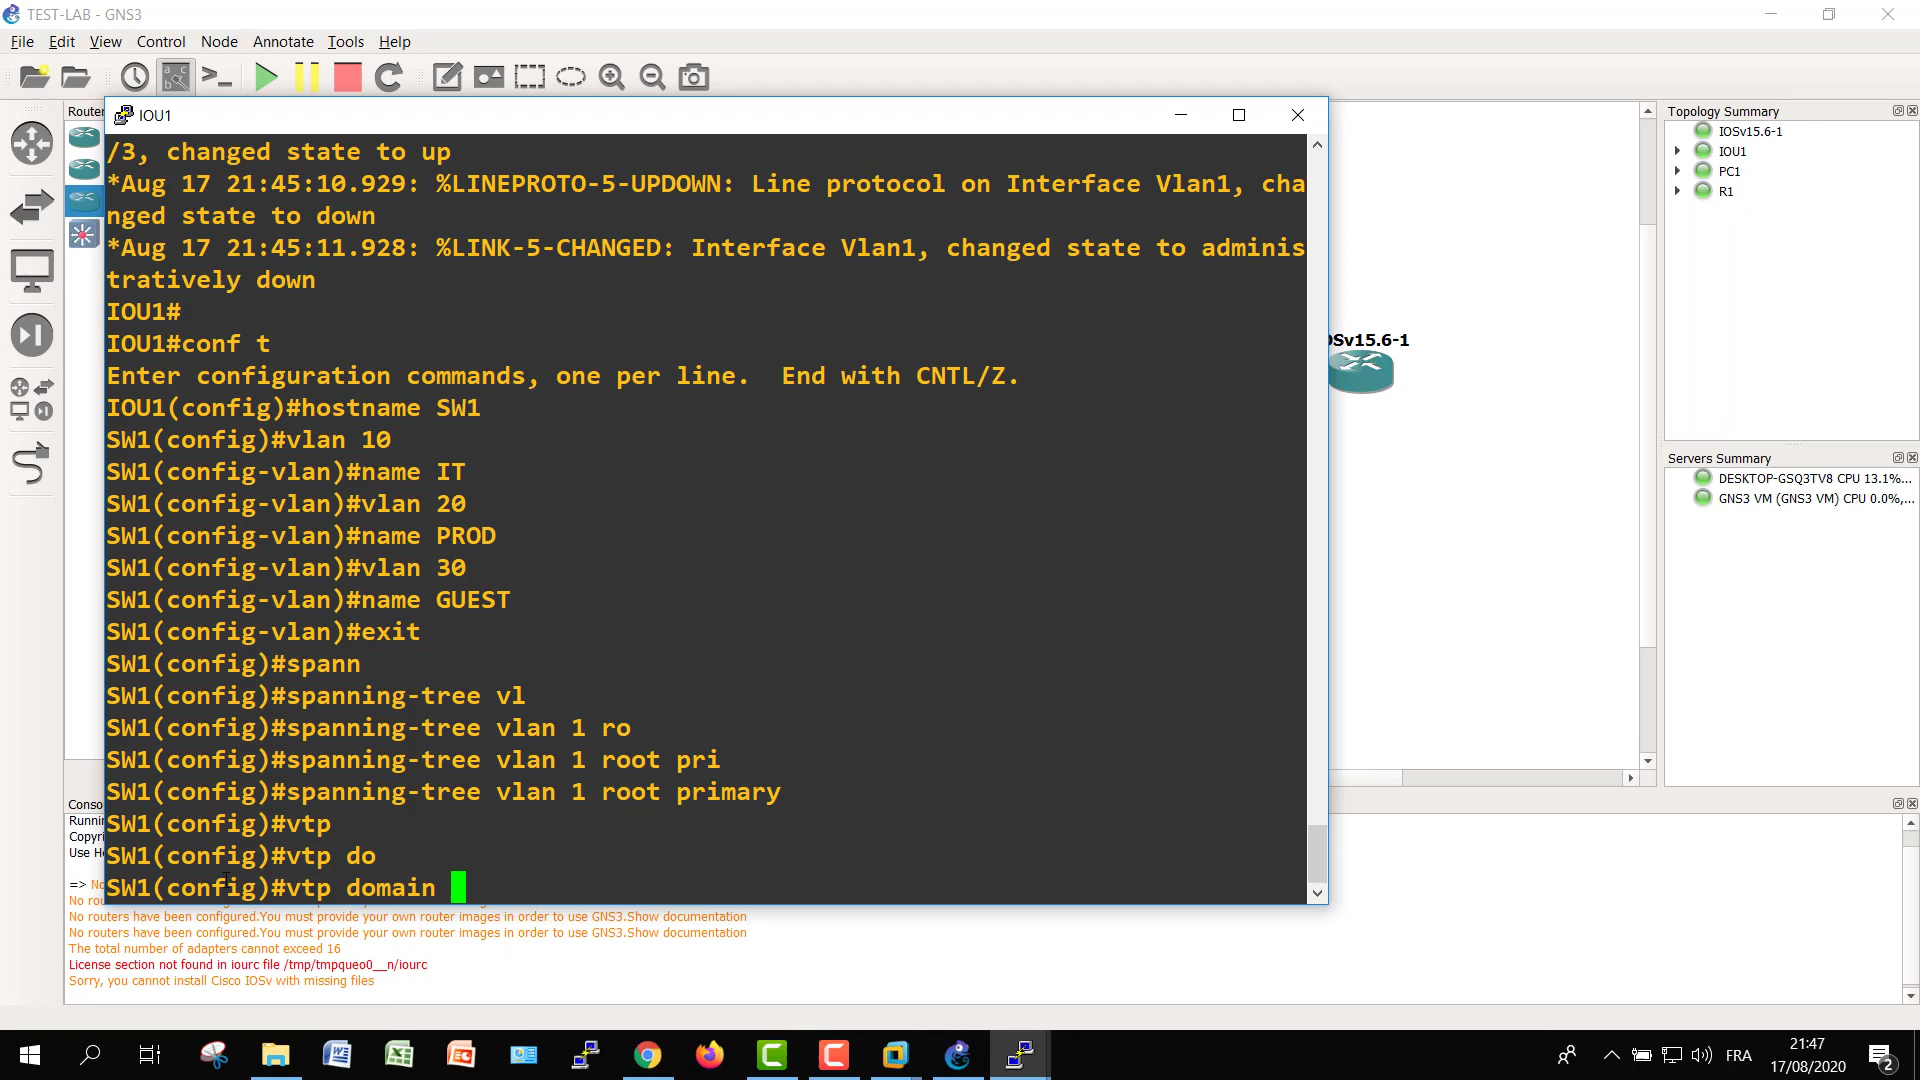 TEST-LAB - GNS3
File Edit View Control Node Annotate Tools Help
Router
IOU1
/3, changed state to up
*Aug 17 21:45:10.929: %LINEPROTO-5-UPDOWN: Line protocol on Interface Vlan1, cha
nged state to down
*Aug 17 21:45:11.928: %LINK-5-CHANGED: Interface Vlan1, changed state to adminis
tratively down
IOU1#
IOU1#conf t
Enter configuration commands, one per line.  End with CNTL/Z.
IOU1(config)#hostname SW1
SW1(config)#vlan 10
SW1(config-vlan)#name IT
SW1(config-vlan)#vlan 20
SW1(config-vlan)#name PROD
SW1(config-vlan)#vlan 30
SW1(config-vlan)#name GUEST
SW1(config-vlan)#exit
SW1(config)#spann
SW1(config)#spanning-tree vl
SW1(config)#spanning-tree vlan 1 ro
SW1(config)#spanning-tree vlan 1 root pri
SW1(config)#spanning-tree vlan 1 root primary
SW1(config)#vtp
SW1(config)#vtp do
SW1(config)#vtp domain
OSv15.6-1
Topology Summary
IOSv15.6-1
IOU1
PC1
R1
Servers Summary
DESKTOP-GSQ3TV8 CPU 13.1%...
GNS3 VM (GNS3 VM) CPU 0.0%,...
Conso
Runnin
Copyri
Use He
=> No
No rou
No routers have been configured.You must provide your own router images in order to use GNS3.Show documentation
No routers have been configured.You must provide your own router images in order to use GNS3.Show documentation
The total number of adapters cannot exceed 16
License section not found in iourc file /tmp/tmpqueo0__n/iourc
Sorry, you cannot install Cisco IOSv with missing files
FRA
21:47
17/08/2020
2